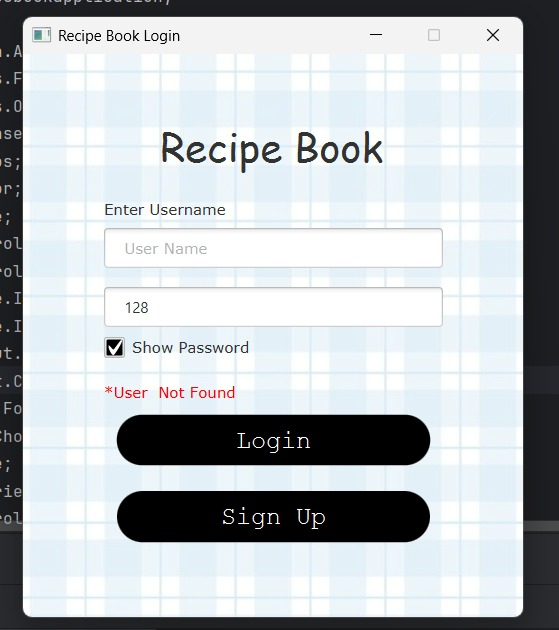 Recipe Book Login
Recipe Book
Enter Username
User Name
128
Show Password
*User Not Found
Login
Sign Up